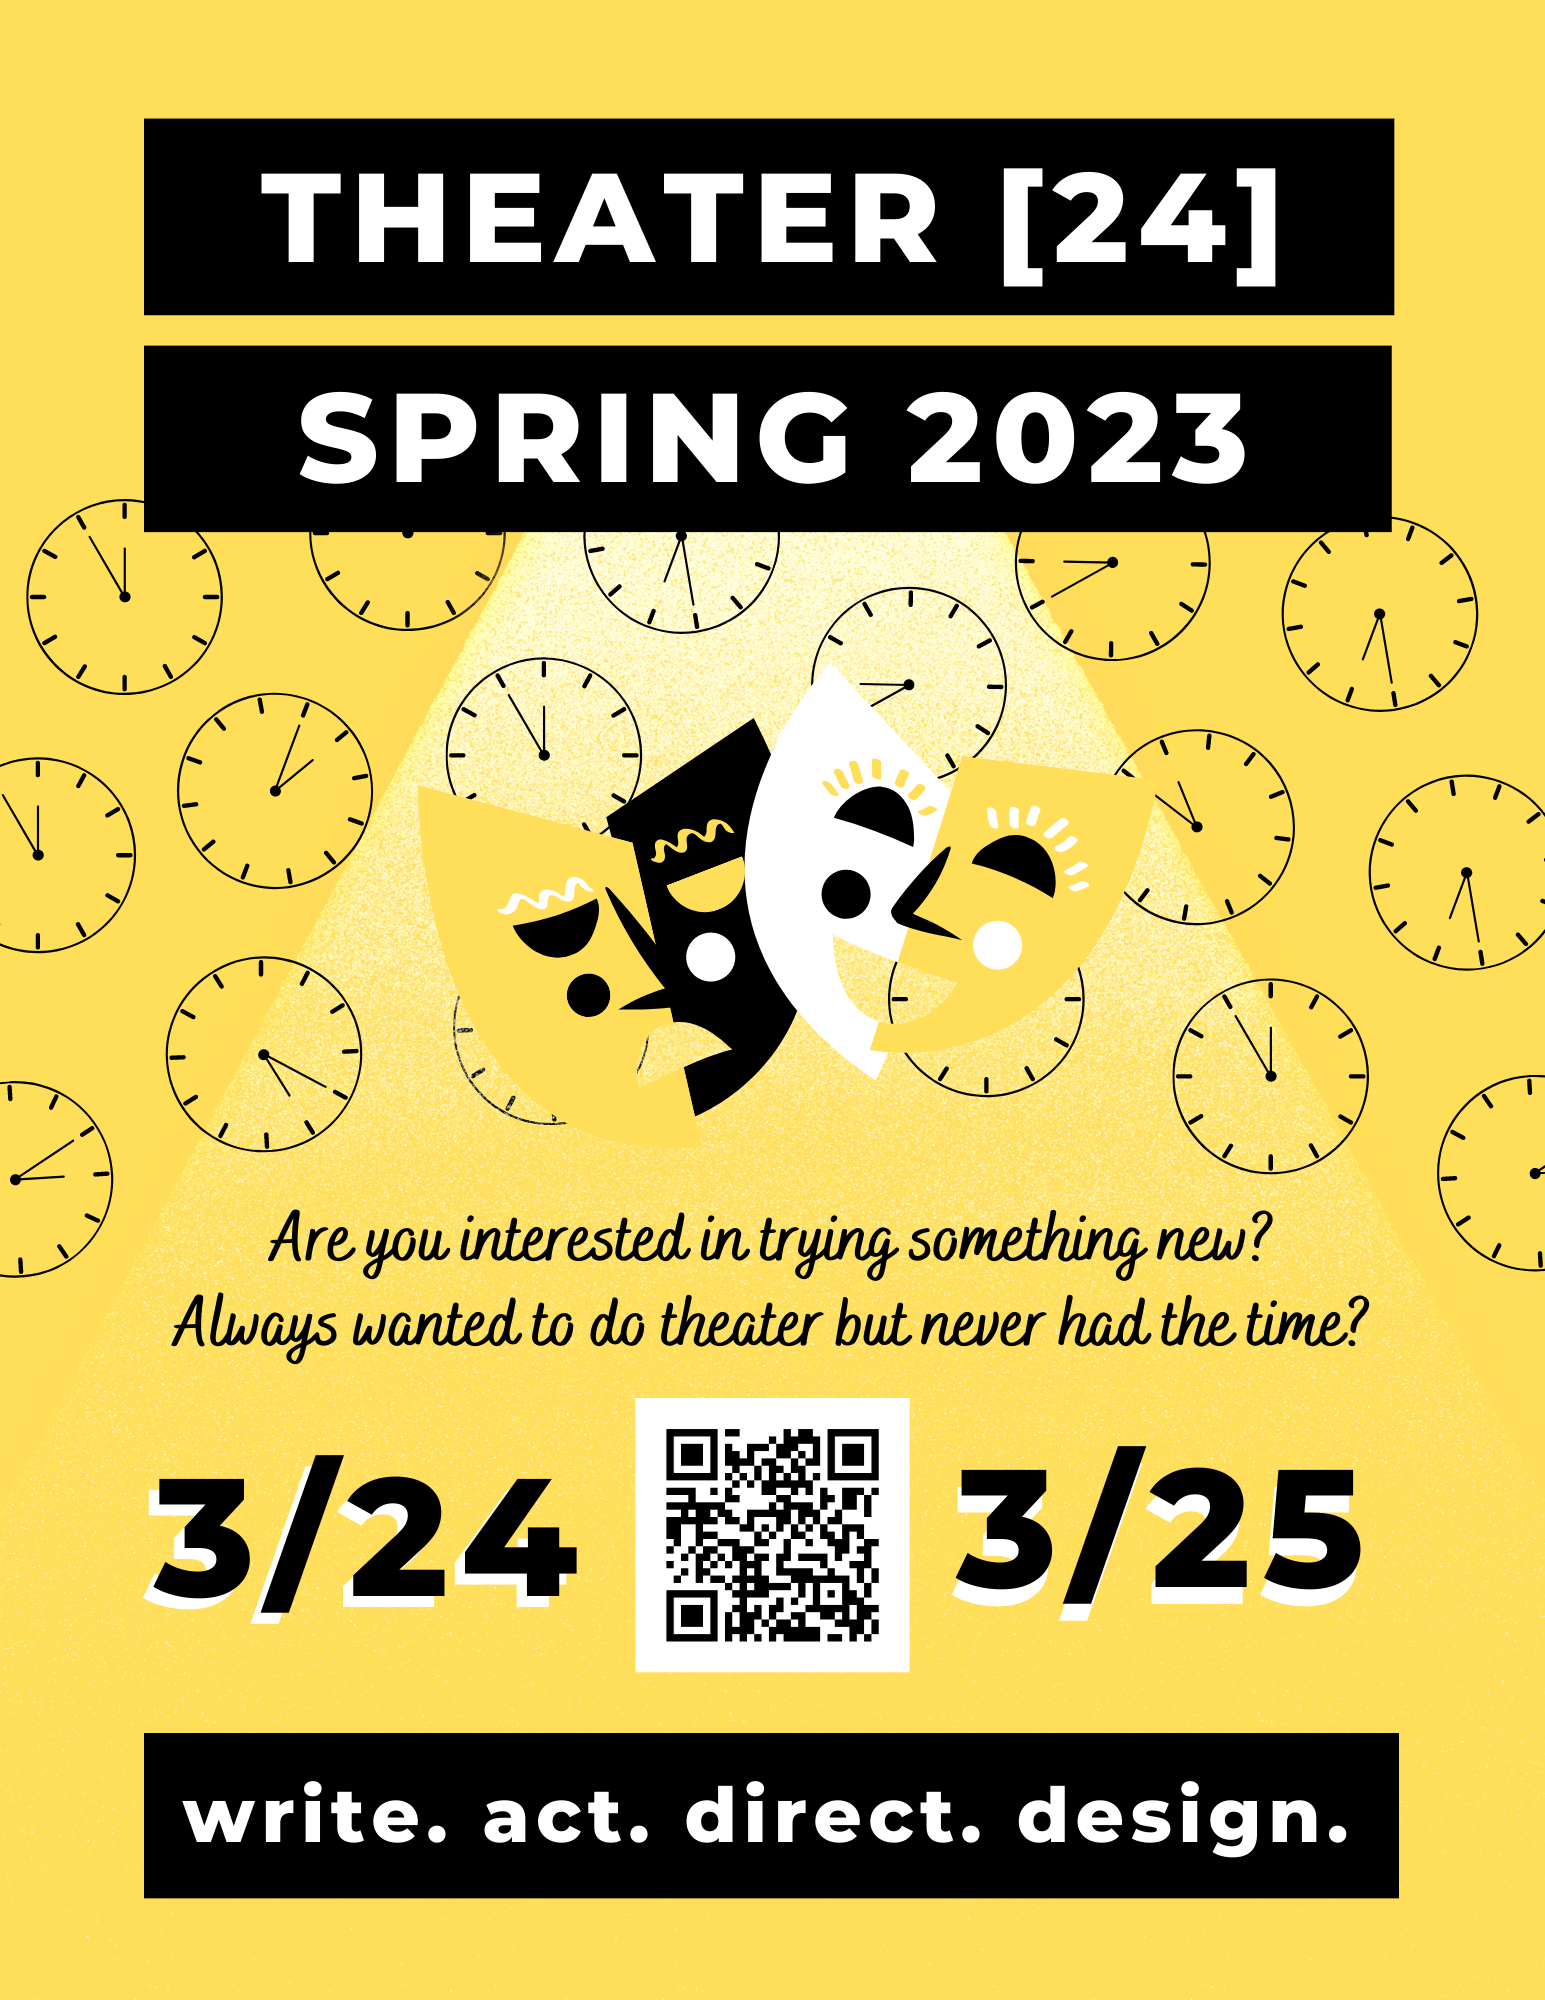 THEATER [24]
SPRING 2023
Are you interested in trying something new?
Always wanted to do theater but never had the time?
3/24
3/25
write. act. direct. design.